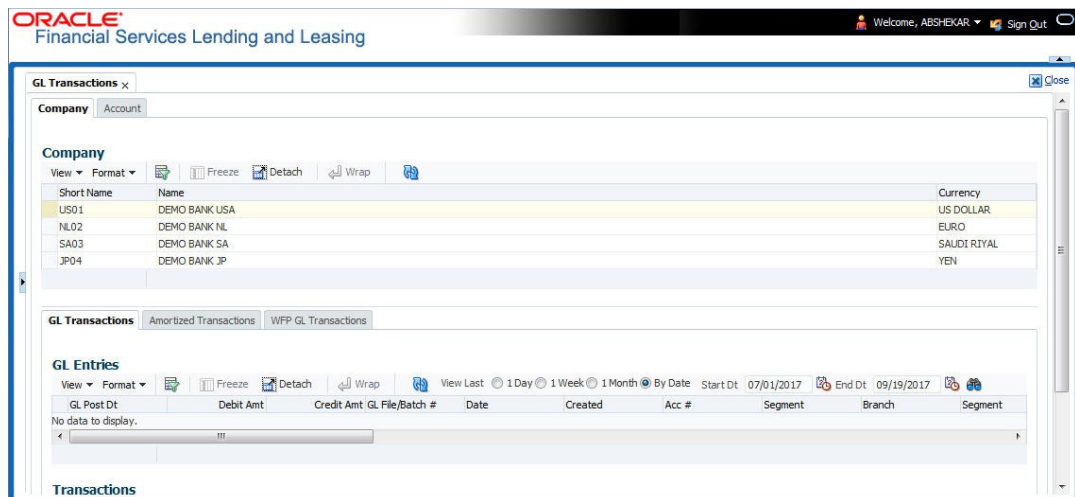 ORACLE
Financial Services Lending and Leasing
Welcome, ABSHEKAR Sign Out
GL Transactions x
Close
Company Account
Company
View Format Freeze Detach Wrap
Short Name Name Currency
US01 DEMO BANK USA US DOLLAR
NL02 DEMO BANK NL EURO
SA03 DEMO BANK SA SAUDI RIYAL
JP04 DEMO BANK JP YEN
GL Transactions Amortized Transactions WFP GL Transactions
GL Entries
View Format Freeze Detach Wrap View Last 1 Day 1 Week 1 Month By Date Start Dt 07/01/2017 End Dt 09/19/2017
GL Post Dt Debit Amt Credit Amt GL File/Batch # Date Created Acc # Segment Branch Segment
No data to display.
Transactions